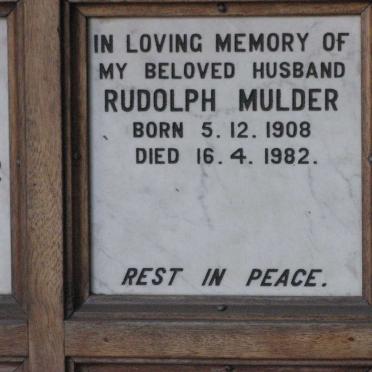 IN LOVING MEMORY OF
MY BELOVED HUSBAND
RUDOLPH MULDER
BORN 5. 12. 1908
DIED 16. 4. 1982.
REST IN PEACE.